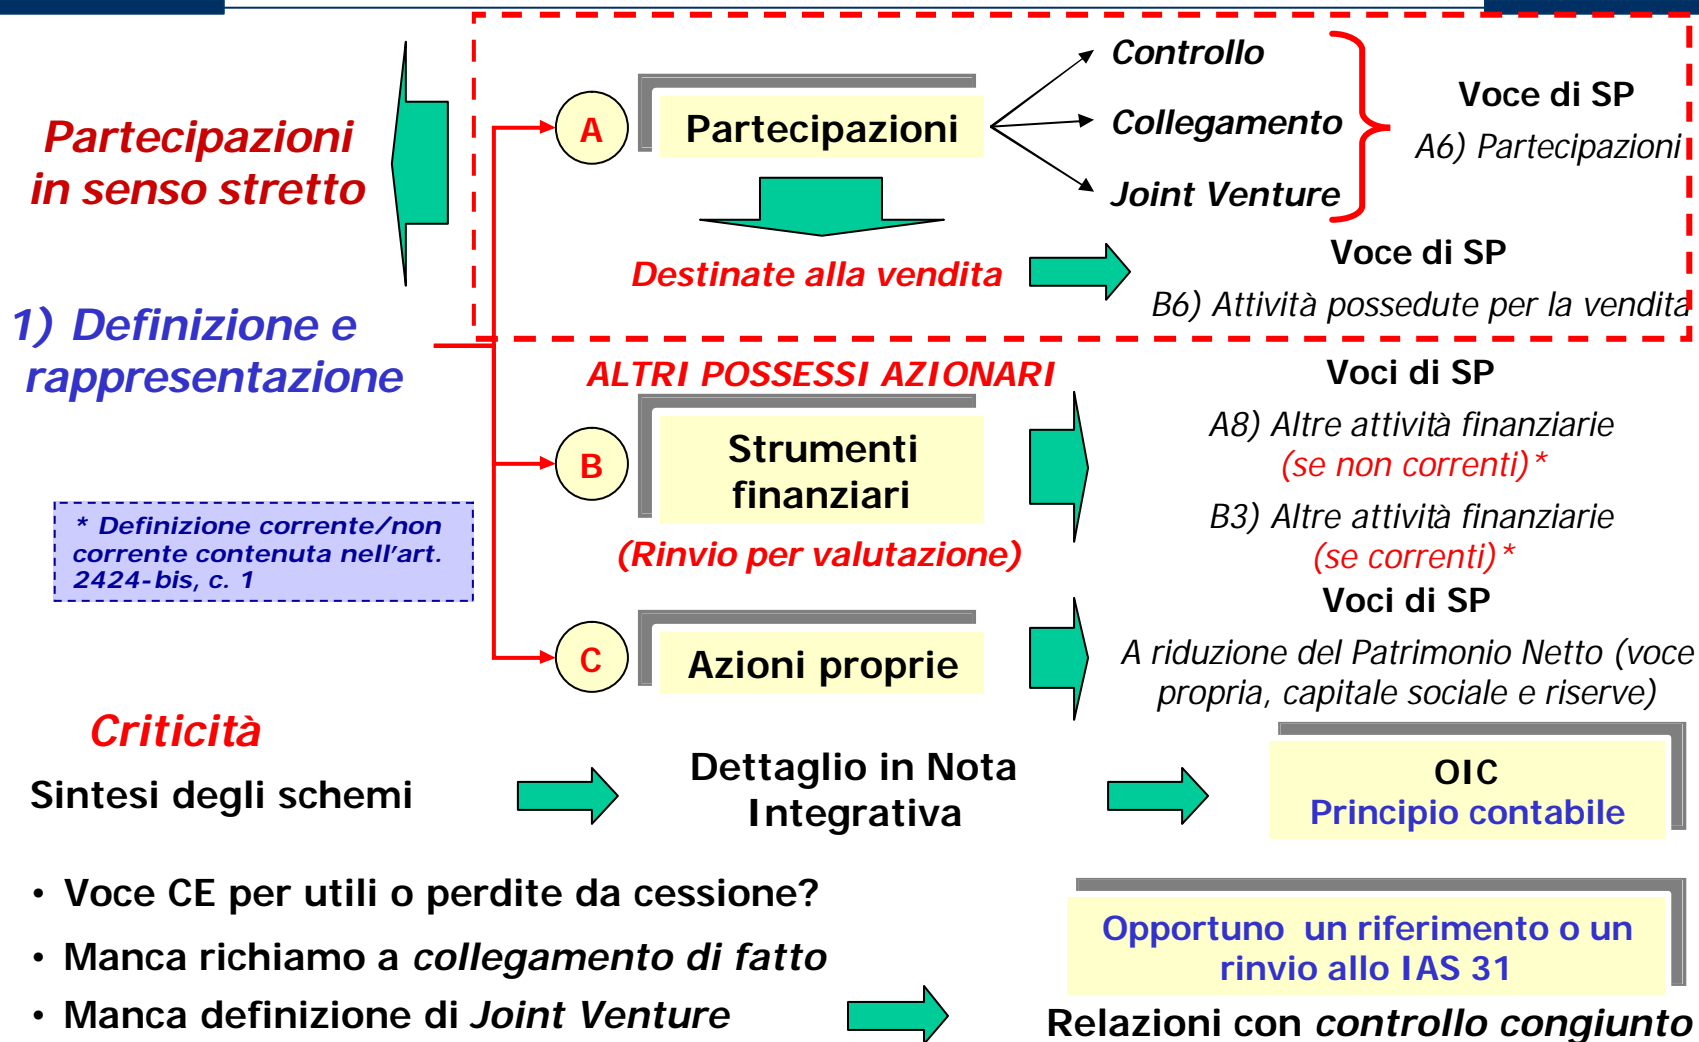 Partecipazioni
in senso stretto
1) Definizione e
rappresentazione
* Definizione corrente/non
corrente contenuta nell'art.
2424-bis, c. 1
A
Partecipazioni
Controllo
Collegamento
Joint Venture
Voce di SP
A6) Partecipazioni
Destinate alla vendita
Voce di SP
B6) Attività possedute per la vendita
ALTRI POSSESSI AZIONARI
B
Strumenti
finanziari
(Rinvio per valutazione)
Voci di SP
A8) Altre attività finanziarie
(se non correnti)*
B3) Altre attività finanziarie
(se correnti)*
C
Azioni proprie
Voci di SP
A riduzione del Patrimonio Netto (voce
propria, capitale sociale e riserve)
Criticità
Sintesi degli schemi
Dettaglio in Nota
Integrativa
OIC
Principio contabile
• Voce CE per utili o perdite da cessione?
• Manca richiamo a collegamento di fatto
• Manca definizione di Joint Venture
Opportuno un riferimento o un
rinvio allo IAS 31
Relazioni con controllo congiunto